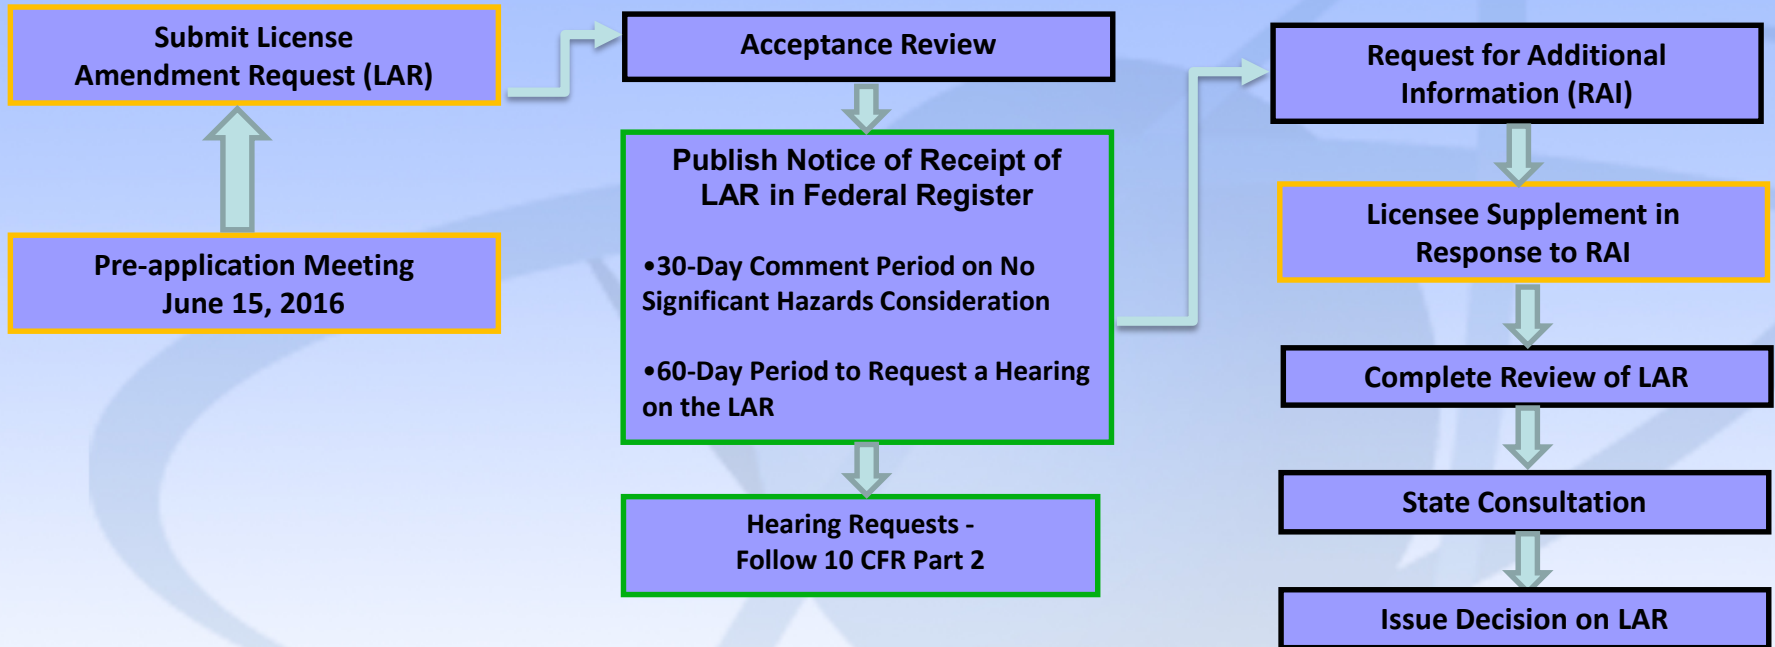 Submit License
Amendment Request (LAR)
Pre-application Meeting
June 15, 2016
Acceptance Review
Publish Notice of Receipt of
LAR in Federal Register
•30-Day Comment Period on No
Significant Hazards Consideration
•60-Day Period to Request a Hearing
on the LAR
Hearing Requests -
Follow 10 CFR Part 2
Request for Additional
Information (RAI)
Licensee Supplement in
Response to RAI
Complete Review of LAR
State Consultation
Issue Decision on LAR